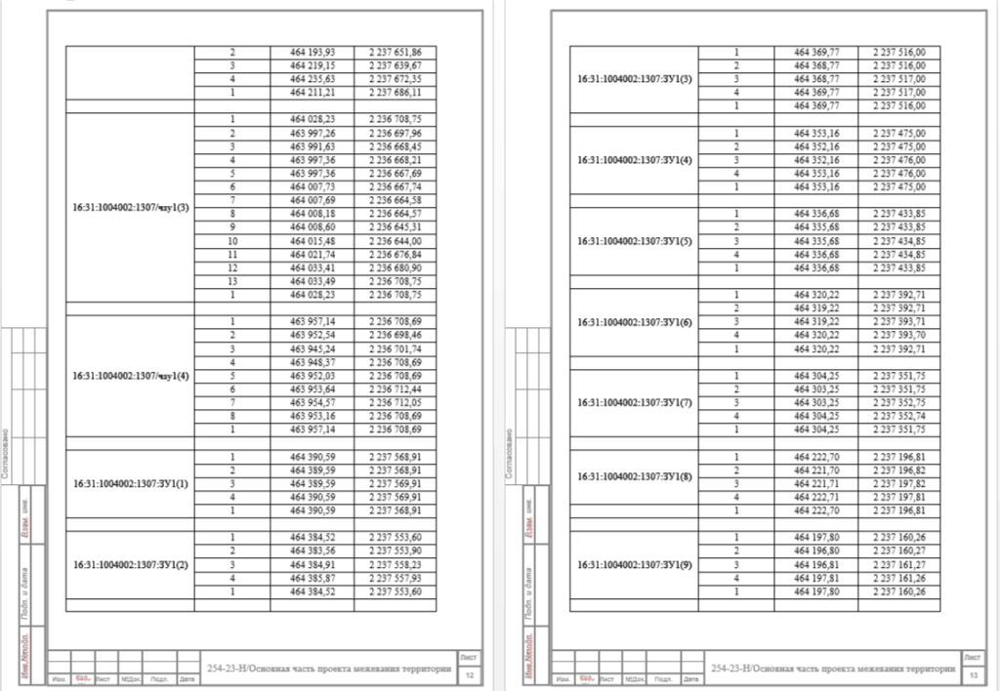 2 464 193,93 2 237 651,86
3 464 219,15 2 237 639,67
4 464 235,63 2 237 672,35
1 464 211,21 2 237 686,11
16:31:1004002:1307/чзу1(3)
1 464 028,23 2 236 708,75
2 463 997,26 2 236 697,96
3 463 991,63 2 236 668,45
4 463 997,36 2 236 668,21
5 463 997,36 2 236 667,69
6 464 007,73 2 236 667,74
7 464 007,69 2 236 664,58
8 464 008,18 2 236 664,57
9 464 008,60 2 236 645,31
10 464 015,48 2 236 644,00
11 464 021,74 2 236 676,84
12 464 033,41 2 236 680,90
13 464 033,49 2 236 708,75
1 464 028,23 2 236 708,75
16:31:1004002:1307/чзу1(4)
1 463 957,14 2 236 708,69
2 463 952,54 2 236 698,46
3 463 945,24 2 236 701,74
4 463 948,37 2 236 708,69
5 463 952,03 2 236 708,69
6 463 953,64 2 236 712,44
7 463 954,57 2 236 712,05
8 463 953,16 2 236 708,69
1 463 957,14 2 236 708,69
16:31:1004002:1307:ЗУ1(1)
1 464 390,59 2 237 568,91
2 464 389,59 2 237 568,91
3 464 389,59 2 237 569,91
4 464 390,59 2 237 569,91
1 464 390,59 2 237 568,91
16:31:1004002:1307:ЗУ1(2)
1 464 384,52 2 237 553,60
2 464 383,56 2 237 553,90
3 464 384,91 2 237 558,23
4 464 385,87 2 237 557,93
1 464 384,52 2 237 553,60
Согласовано
Взам. инв.
Подп. и дата
Инв.№подл.
Изм. Кол. Лист №Док. Подп. Дата
254-23-Н/Основная часть проекта межевания территории
Лист
12
16:31:1004002:1307:ЗУ1(3)
1 464 369,77 2 237 516,00
2 464 368,77 2 237 516,00
3 464 368,77 2 237 517,00
4 464 369,77 2 237 517,00
1 464 369,77 2 237 516,00
16:31:1004002:1307:ЗУ1(4)
1 464 353,16 2 237 475,00
2 464 352,16 2 237 475,00
3 464 352,16 2 237 476,00
4 464 353,16 2 237 476,00
1 464 353,16 2 237 475,00
16:31:1004002:1307:ЗУ1(5)
1 464 336,68 2 237 433,85
2 464 335,68 2 237 433,85
3 464 335,68 2 237 434,85
4 464 336,68 2 237 434,85
1 464 336,68 2 237 433,85
16:31:1004002:1307:ЗУ1(6)
1 464 320,22 2 237 392,71
2 464 319,22 2 237 392,71
3 464 319,22 2 237 393,71
4 464 320,22 2 237 393,70
1 464 320,22 2 237 392,71
16:31:1004002:1307:ЗУ1(7)
1 464 304,25 2 237 351,75
2 464 303,25 2 237 351,75
3 464 303,25 2 237 352,75
4 464 304,25 2 237 352,74
1 464 304,25 2 237 351,75
16:31:1004002:1307:ЗУ1(8)
1 464 222,70 2 237 196,81
2 464 221,70 2 237 196,82
3 464 221,71 2 237 197,82
4 464 222,71 2 237 197,81
1 464 222,70 2 237 196,81
16:31:1004002:1307:ЗУ1(9)
1 464 197,80 2 237 160,26
2 464 196,80 2 237 160,27
3 464 196,81 2 237 161,27
4 464 197,81 2 237 161,26
1 464 197,80 2 237 160,26
Согласовано
Взам. инв.
Подп. и дата
Инв.№подл.
Изм. Кол. Лист №Док. Подп. Дата
254-23-Н/Основная часть проекта межевания территории
Лист
13